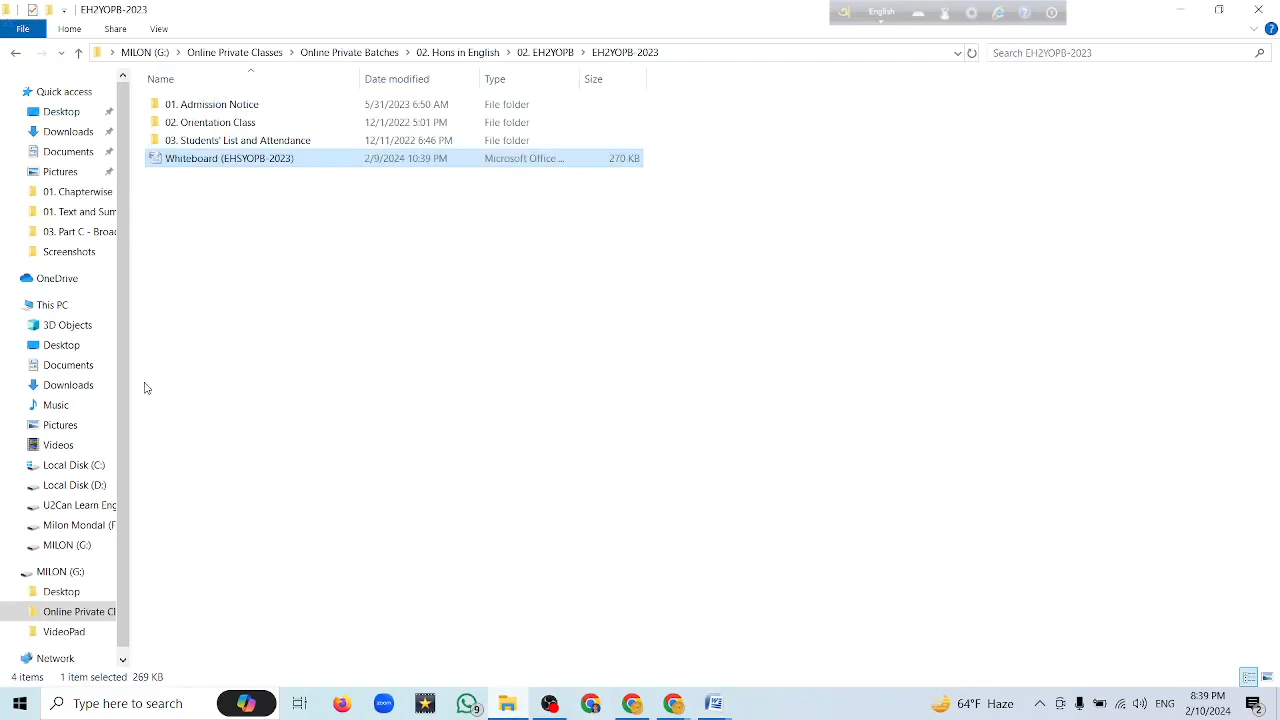 EH2YOPB-2023
English
File
Home
Share
View
MILON (G:) > Online Private Classes > Online Private Batches > 02. Hons in English > 02. EH2YOPB > EH2YOPB-2023
Search EH2YOPB-2023
Name
Date modified
Type
Size
01. Admission Notice
5/31/2023 6:50 AM
File folder
02. Orientation Class
12/1/2022 5:01 PM
File folder
03. Students' List and Attendance
12/11/2022 6:46 PM
File folder
Whiteboard (EHSYOPB-2023)
2/9/2024 10:39 PM
Microsoft Office ...
270 KB
Quick access
Desktop
Downloads
Documents
Pictures
01. Chapterwise
01. Text and Sum
03. Part C - Broad
Screenshots
OneDrive
This PC
3D Objects
Desktop
Documents
Downloads
Music
Pictures
Videos
Local Disk (C:)
Local Disk (D:)
U2Can Learn Eng
Milon Mondal (F
MILON (G:)
MILON (G:)
Desktop
Online Private Cl
VideoPad
Network
4 items
1 item selected 269 KB
Type here to search
zoom
9
64°F Haze
ENG
8:39 PM
2/10/2024
2